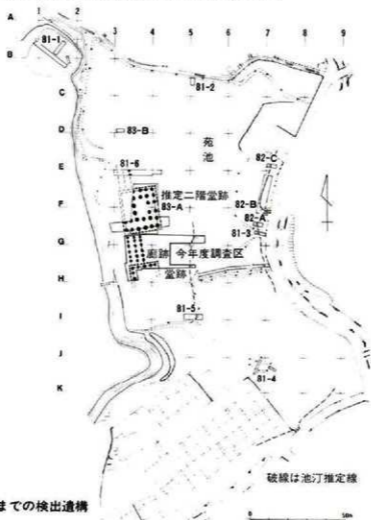 1 2 3 4 5 6 7 8 9
A
B
C
D
E
F
G
H
I
J
K
81-1
81-2
83-B
苑池
81-6
82-C
推定二階堂跡
83-A
82-B
82-A
81-3
廊跡
今年度調査区
堂跡
81-5
81-4
破線は池汀推定線
までの検出遺構
0 50m